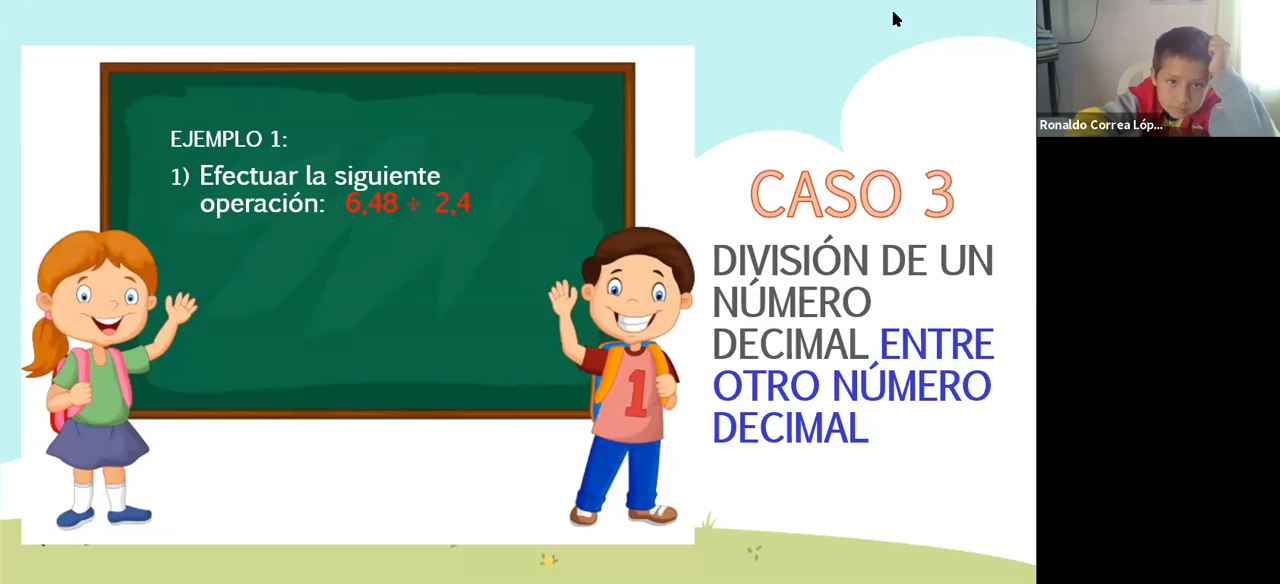 EJEMPLO 1:
1) Efectuar la siguiente
operación: 6,48 ÷ 2,4
1
CASO 3
DIVISIÓN DE UN
NÚMERO
DECIMAL ENTRE
OTRO NÚMERO
DECIMAL
Ronaldo Correa Lóp...